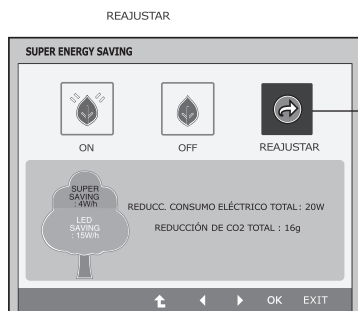 REAJUSTAR
SUPER ENERGY SAVING
ON OFF REAJUSTAR
SUPER
SAVING
: 4W/h
LED
SAVING
: 15W/h
REDUCC. CONSUMO ELÉCTRICO TOTAL : 20W
REDUCCIÓN DE CO2 TOTAL : 16g
OK EXIT